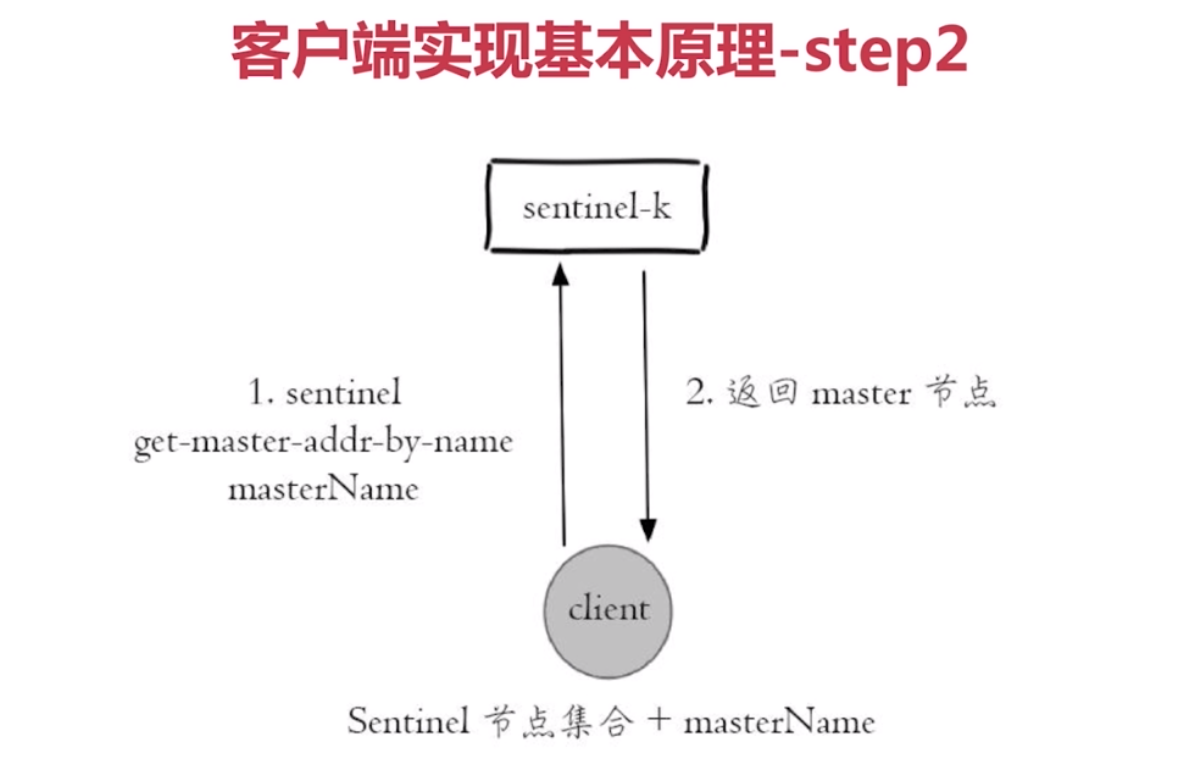 客户端实现基本原理-step2
sentinel-k
1. sentinel
get-master-addr-by-name
masterName
2. 返回 master 节点
client
Sentinel 节点集合 + masterName